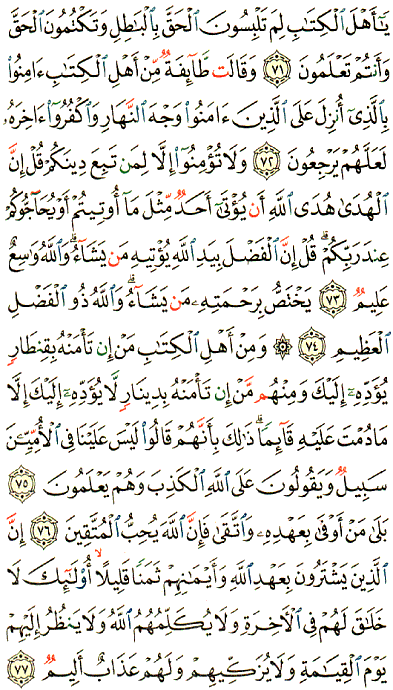 يَٰٓأَهْلَ ٱلْكِتَٰبِ لِمَ تَلْبِسُونَ ٱلْحَقَّ بِٱلْبَٰطِلِ وَتَكْتُمُونَ ٱلْحَقَّ
وَأَنتُمْ تَعْلَمُونَ ٧١ وَقَالَت طَّآئِفَةٌ مِّنْ أَهْلِ ٱلْكِتَٰبِ ءَامِنُوا۟
بِٱلَّذِىٓ أُنزِلَ عَلَى ٱلَّذِينَ ءَامَنُوا۟ وَجْهَ ٱلنَّهَارِ وَٱكْفُرُوٓا۟ ءَاخِرَهُۥ
لَعَلَّهُمْ يَرْجِعُونَ ٧٢ وَلَا تُؤْمِنُوٓا۟ إِلَّا لِمَن تَبِعَ دِينَكُمْ قُلْ إِنَّ
ٱلْهُدَىٰ هُدَى ٱللَّهِ أَن يُؤْتَىٰٓ أَحَدٌ مِّثْلَ مَآ أُوتِيتُمْ أَوْ يُحَآجُّوكُمْ
عِندَ رَبِّكُمْ ۗ قُلْ إِنَّ ٱلْفَضْلَ بِيَدِ ٱللَّهِ يُؤْتِيهِ مَن يَشَآءُ ۗ وَٱللَّهُ وَٰسِعٌ
عَلِيمٌ ٧٣ يَخْتَصُّ بِرَحْمَتِهِۦ مَن يَشَآءُ ۗ وَٱللَّهُ ذُو ٱلْفَضْلِ
ٱلْعَظِيمِ ٧٤ ۞ وَمِنْ أَهْلِ ٱلْكِتَٰبِ مَنْ إِن تَأْمَنْهُ بِقِنطَارٍ
يُؤَدِّهِۦٓ إِلَيْكَ وَمِنْهُم مَّنْ إِن تَأْمَنْهُ بِدِينَارٍ لَّا يُؤَدِّهِۦٓ إِلَيْكَ إِلَّا
مَا دُمْتَ عَلَيْهِ قَآئِمًا ۗ ذَٰلِكَ بِأَنَّهُمْ قَالُوا۟ لَيْسَ عَلَيْنَا فِى ٱلْأُمِّيِّـۧنَ
سَبِيلٌ وَيَقُولُونَ عَلَى ٱللَّهِ ٱلْكَذِبَ وَهُمْ يَعْلَمُونَ ٧٥
بَلَىٰ مَنْ أَوْفَىٰ بِعَهْدِهِۦ وَٱتَّقَىٰ فَإِنَّ ٱللَّهَ يُحِبُّ ٱلْمُتَّقِينَ ٧٦ إِنَّ
ٱلَّذِينَ يَشْتَرُونَ بِعَهْدِ ٱللَّهِ وَأَيْمَٰنِهِمْ ثَمَنًا قَلِيلًا أُو۟لَٰٓئِكَ لَا
خَلَٰقَ لَهُمْ فِى ٱلْءَاخِرَةِ وَلَا يُكَلِّمُهُمُ ٱللَّهُ وَلَا يَنظُرُ إِلَيْهِمْ
يَوْمَ ٱلْقِيَٰمَةِ وَلَا يُزَكِّيهِمْ وَلَهُمْ عَذَابٌ أَلِيمٌ ٧٧